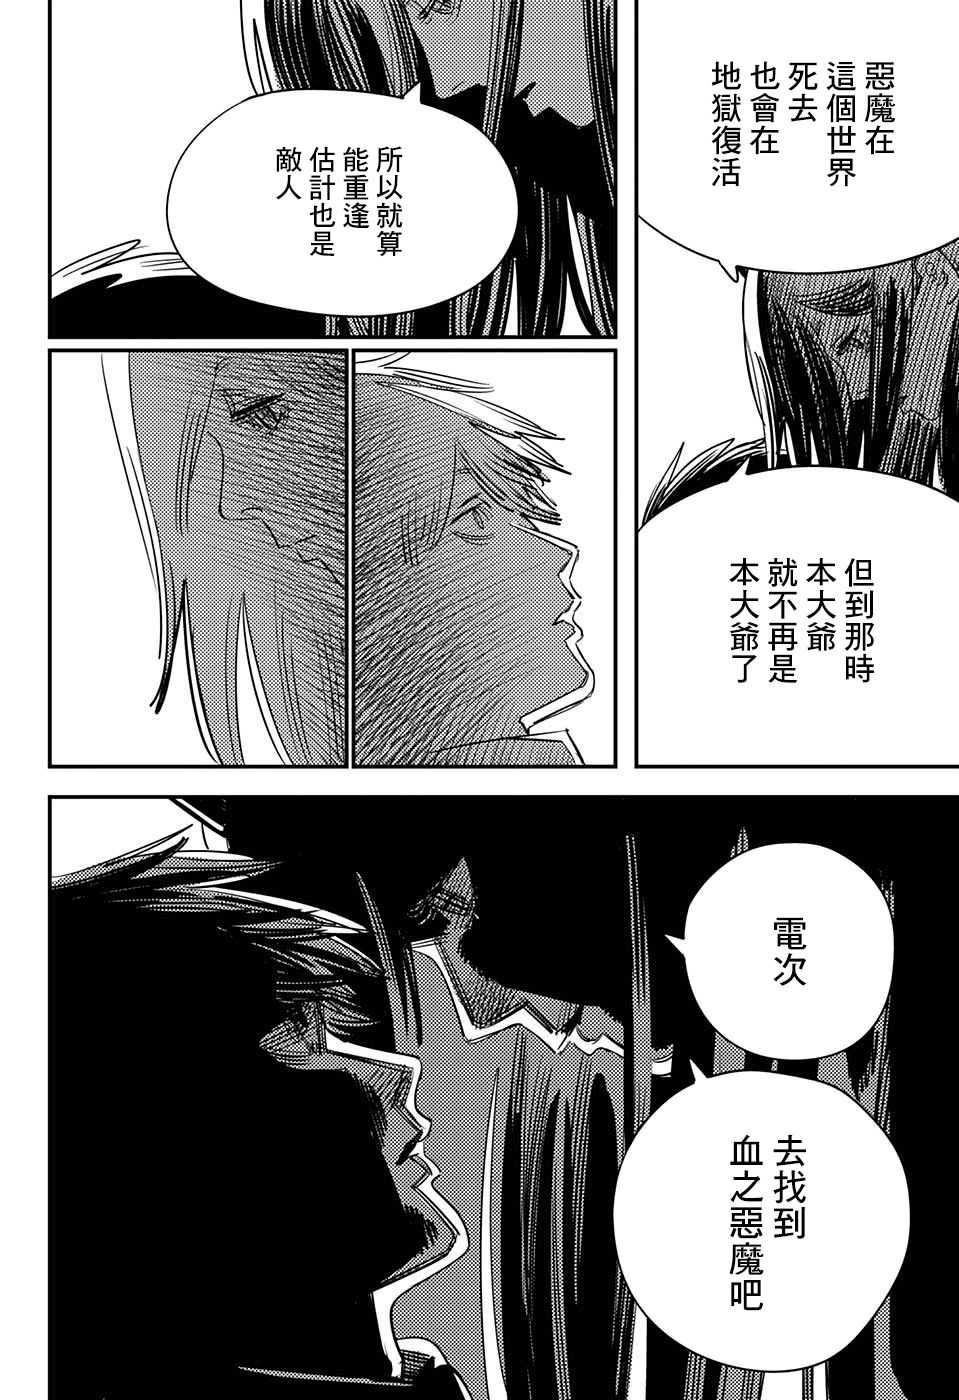 惡魔在
這個世界
死去
也會在
地獄復活
但到那時
本大爺
就不再是
本大爺了
所以就算
能重逢
估計也是
敵人
電次
去找到
血之惡魔吧